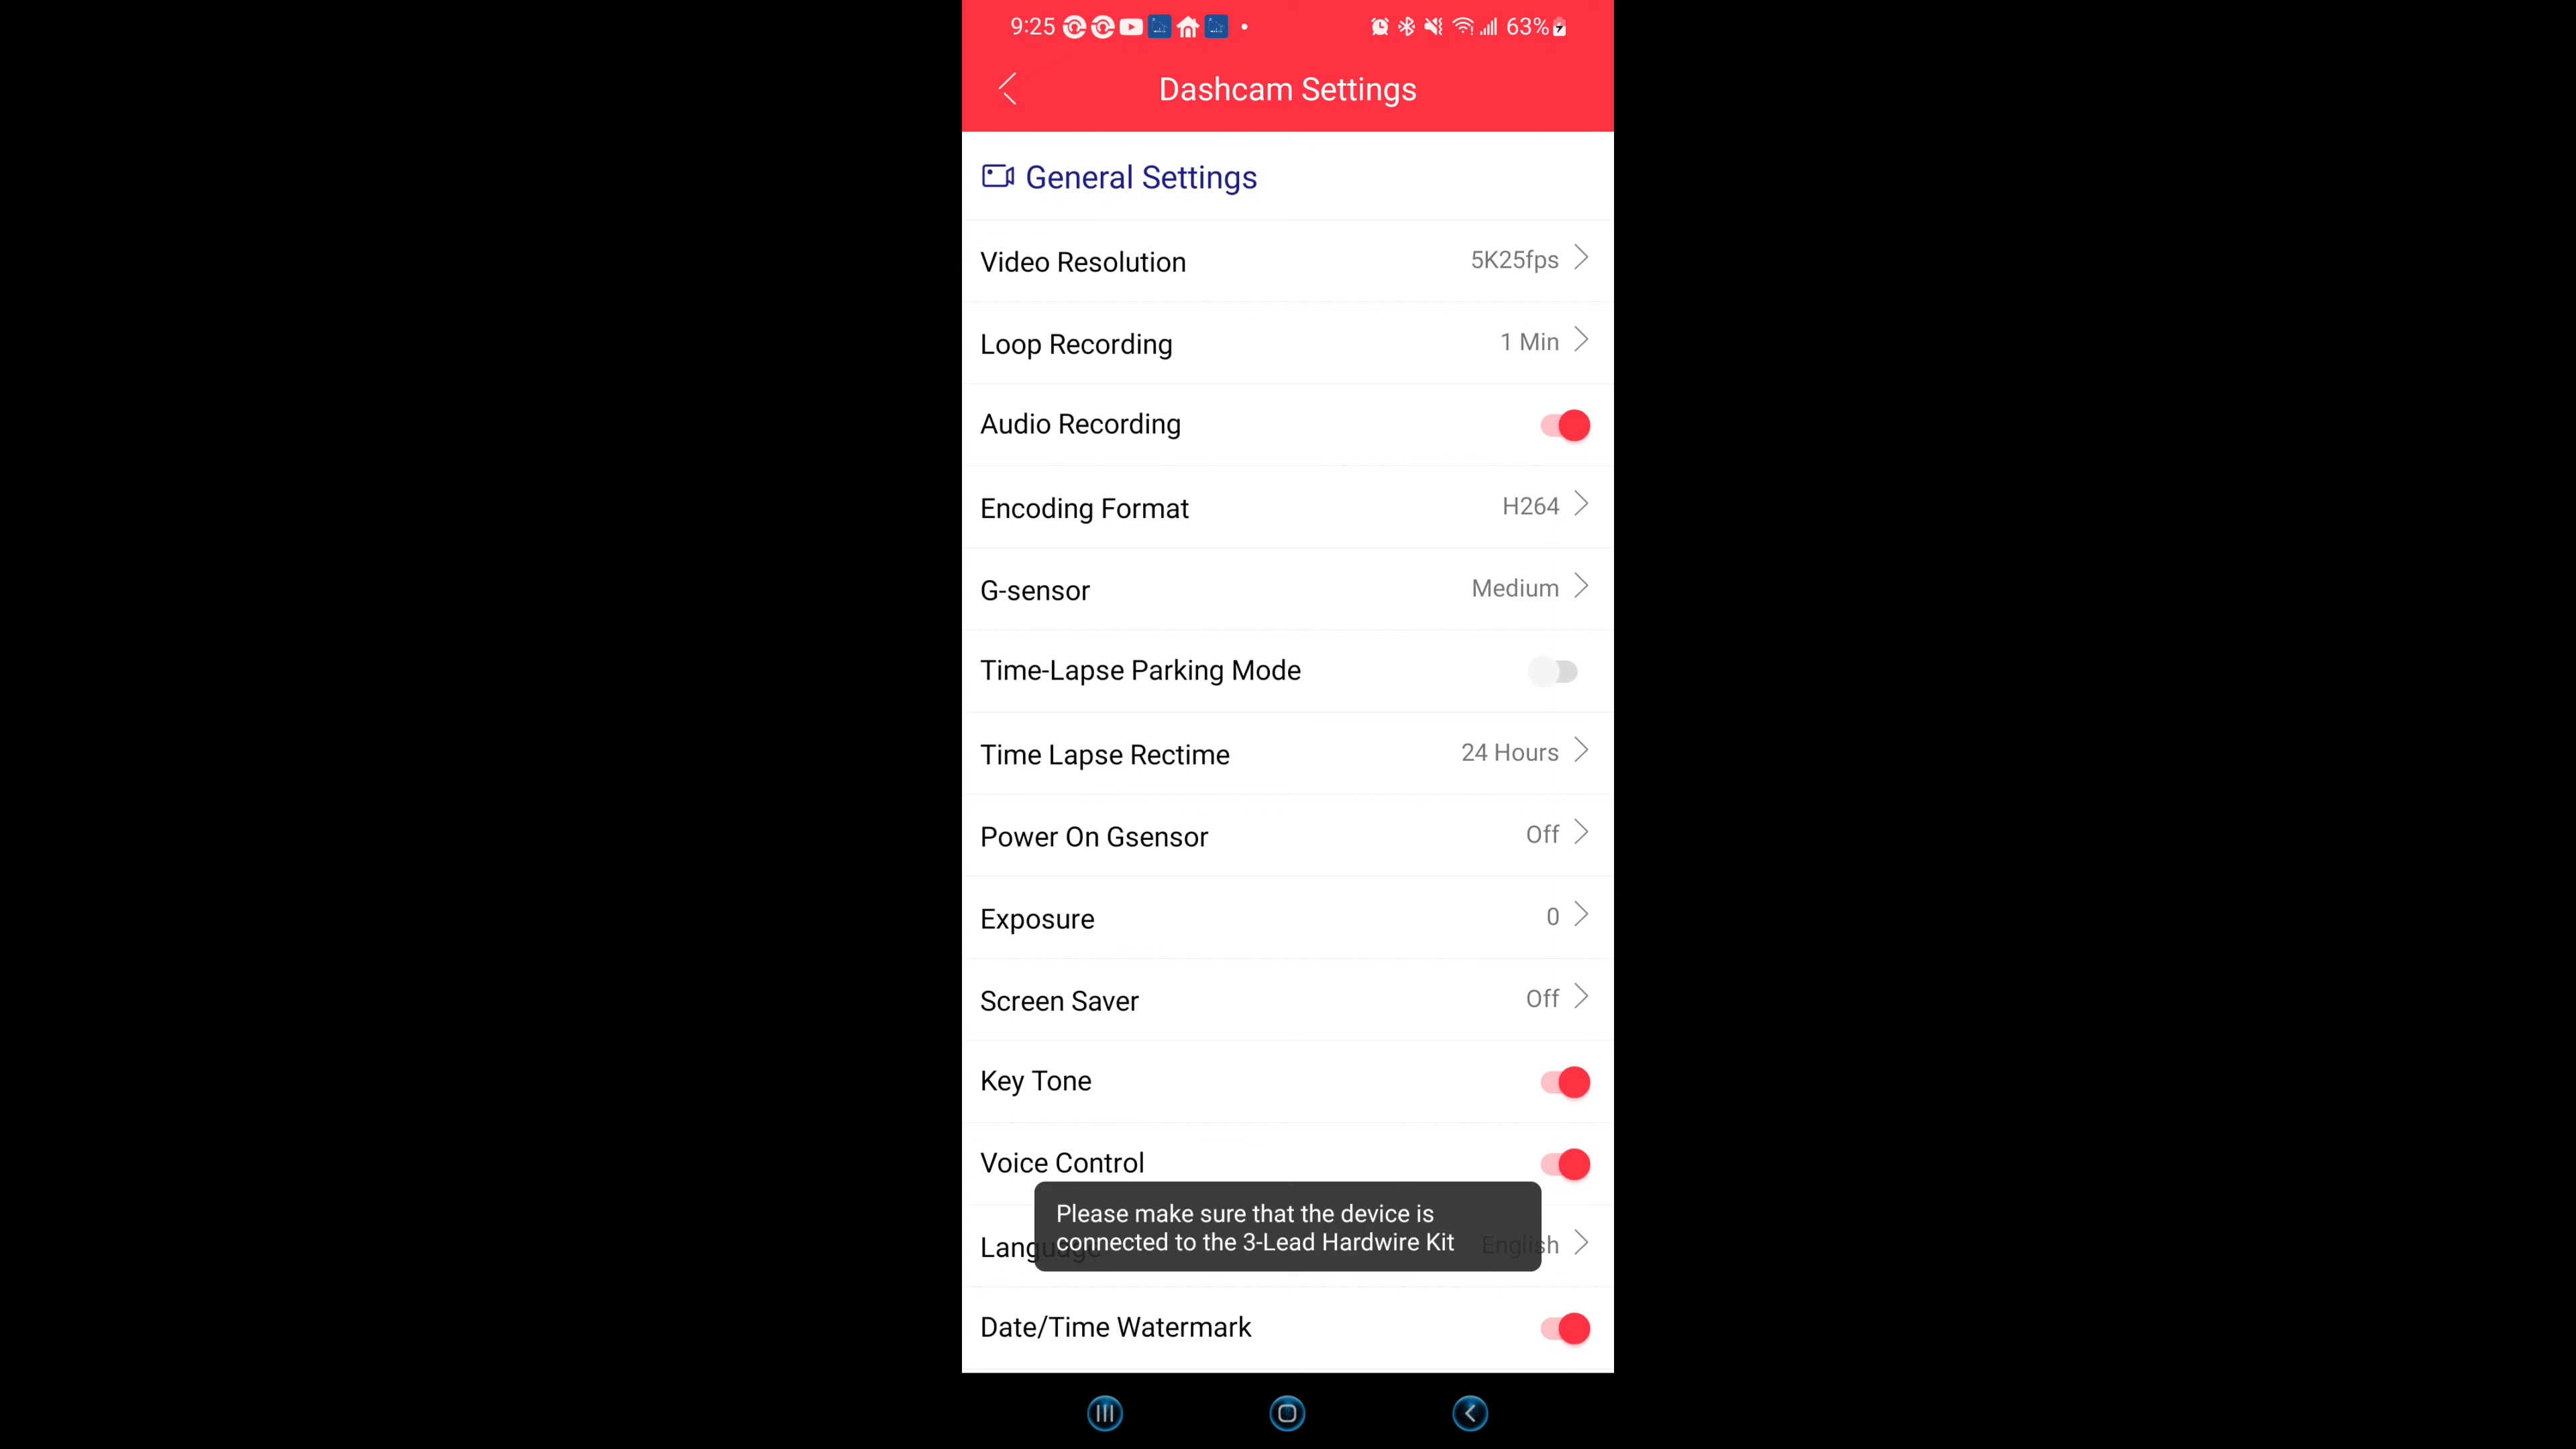 9:25 63%
Dashcam Settings
General Settings
Video Resolution 5K25fps
Loop Recording 1 Min
Audio Recording
Encoding Format H264
G-sensor Medium
Time-Lapse Parking Mode
Time Lapse Rectime 24 Hours
Power On Gsensor Off
Exposure 0
Screen Saver Off
Key Tone
Voice Control
Please make sure that the device is
connected to the 3-Lead Hardwire Kit
Language English
Date/Time Watermark